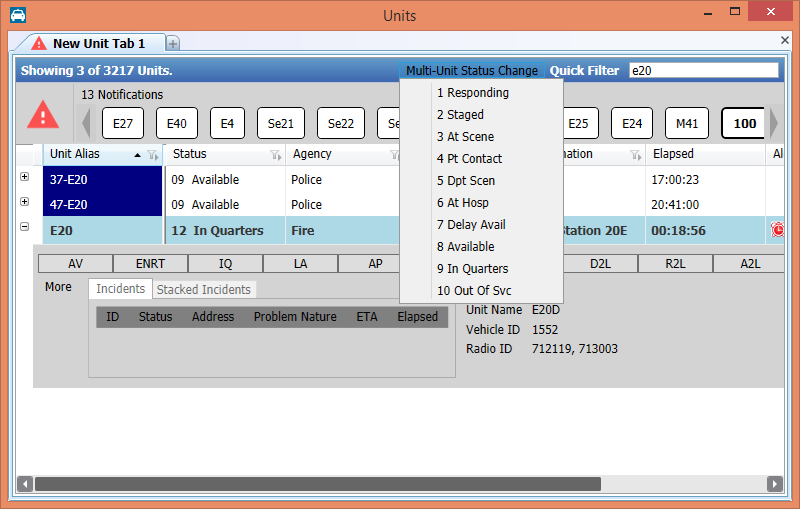 Units
New Unit Tab 1
Showing 3 of 3217 Units. Multi-Unit Status Change Quick Filter e20
13 Notifications
E27 E40 E4 Se21 Se22 E25 E24 M41 100
Unit Alias Status Agency Elapsed
37-E20 09 Available Police 17:00:23
47-E20 09 Available Police 20:41:00
E20 12 In Quarters Fire Station 20E 00:18:56
1 Responding
2 Staged
3 At Scene
4 Pt Contact
5 Dpt Scen
6 At Hosp
7 Delay Avail
8 Available
9 In Quarters
10 Out Of Svc
AV ENRT IQ LA AP D2L R2L A2L
More Incidents Stacked Incidents
ID Status Address Problem Nature ETA Elapsed
Unit Name E20D
Vehicle ID 1552
Radio ID 712119, 713003